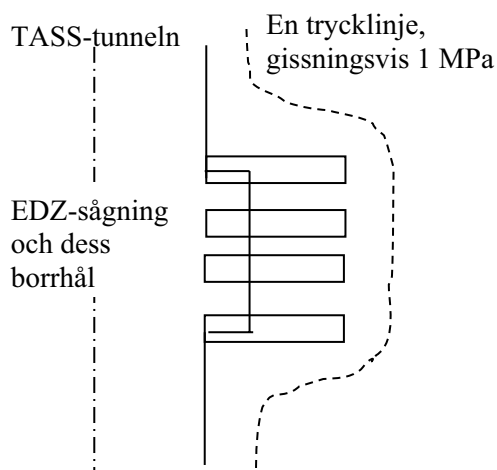 TASS-tunneln
En trycklinje,
gissningsvis 1 MPa
EDZ-sågning
och dess
borrhål